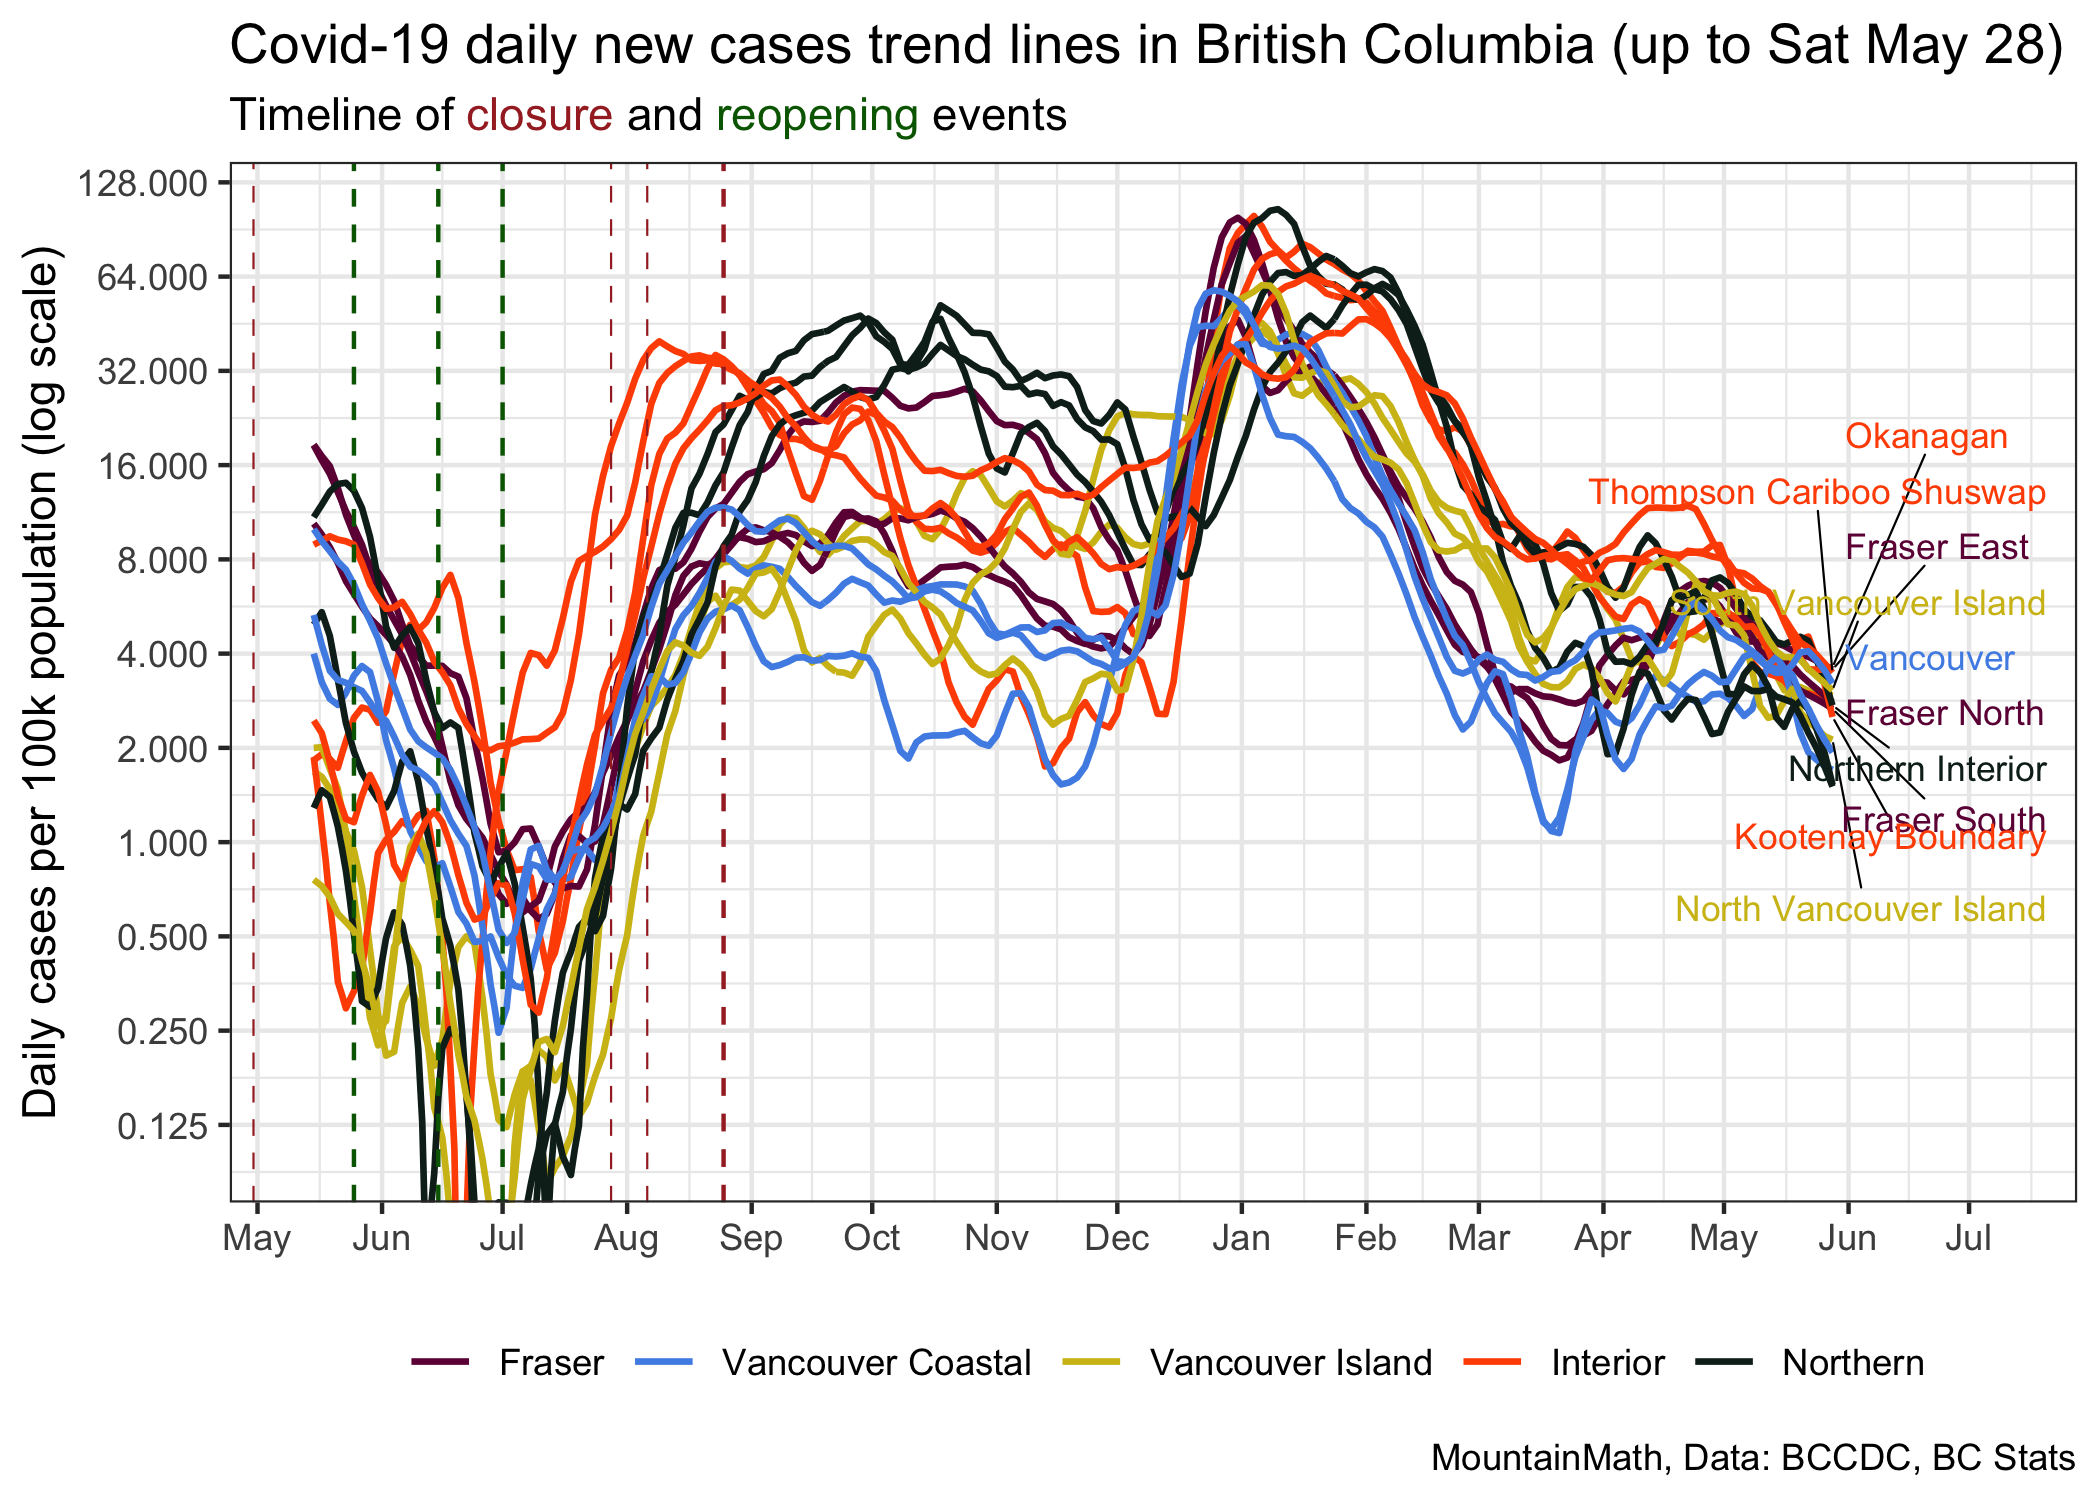 Covid-19 daily new cases trend lines in British Columbia (up to Sat May 28)
Timeline of closure and reopening events
Daily cases per 100k population (log scale)
128.000
64.000
32.000
16.000
8.000
4.000
2.000
1.000
0.500
0.250
0.125
Okanagan
Thompson Cariboo Shuswap
Fraser East
South Vancouver Island
Vancouver
Fraser North
Northern Interior
Fraser South
Kootenay Boundary
North Vancouver Island
May Jun Jul Aug Sep Oct Nov Dec Jan Feb Mar Apr May Jun Jul
Fraser Vancouver Coastal Vancouver Island Interior Northern
MountainMath, Data: BCCDC, BC Stats